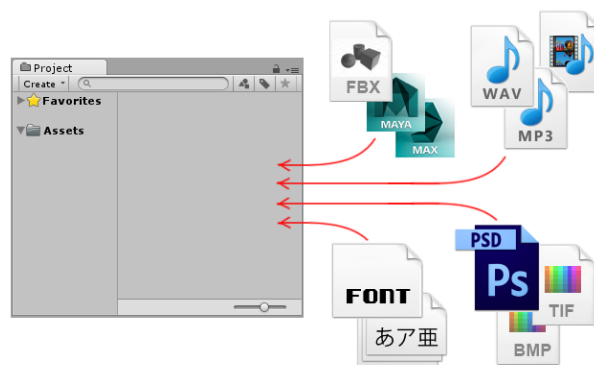 Project
Create
Favorites
Assets
FBX
MAYA
MAX
WAV
MP3
FONT
あア亜
PSD
Ps
TIF
BMP